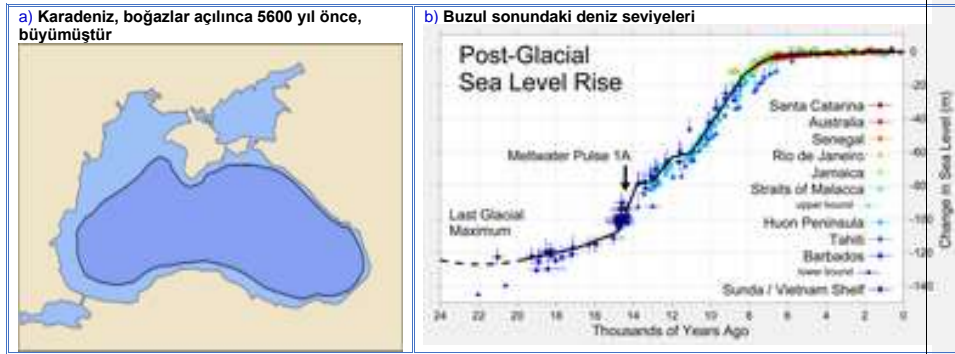 a) Karadeniz, boğazlar açılınca 5600 yıl önce,
büyümüştür
b) Buzul sonundaki deniz seviyeleri
Post-Glacial
Sea Level Rise
Meltwater Pulse 1A
Last Glacial
Maximum
Santa Catarina
Australia
Senegal
Rio de Janeiro
Jamaica
Straits of Malacca
upper bound
Huon Peninsula
Tahiti
Barbados
lower bound
Sunda / Vietnam Shelf
0
-20
-40
-60
-80
-100
-120
-140
Change in Sea Level (m)
24 22 20 18 16 14 12 10 8 6 4 2 0
Thousands of Years Ago